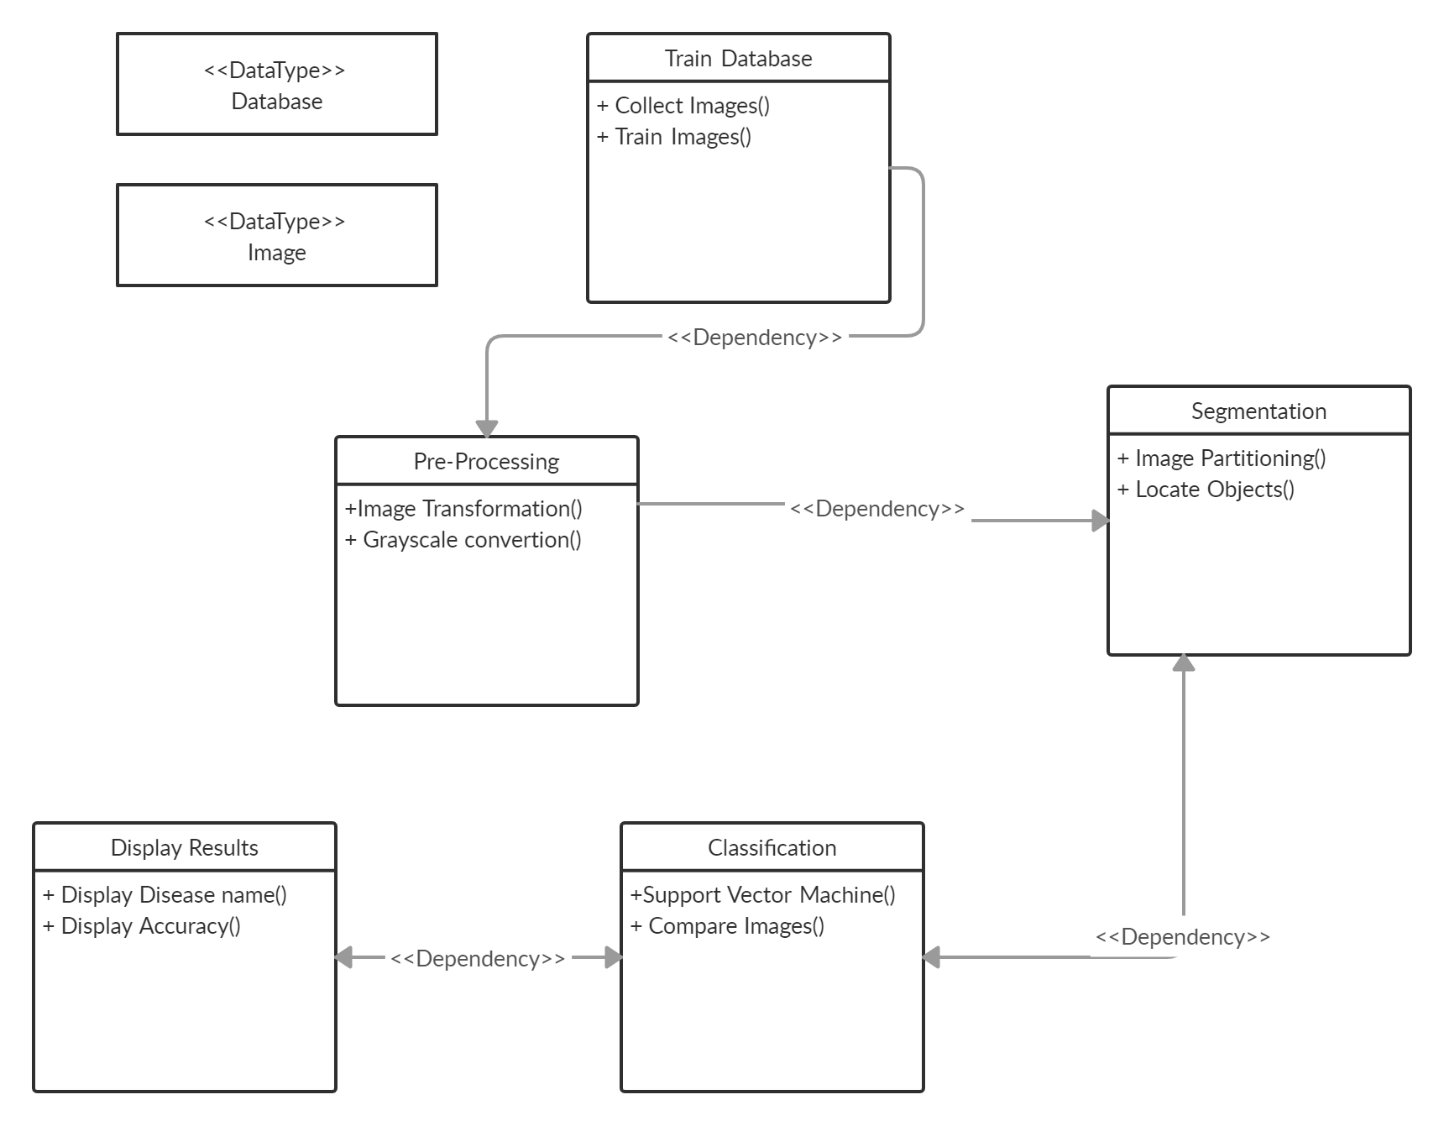 <<DataType>>
Database
<<DataType>>
Image
Train Database
+ Collect Images()
+ Train Images()
<<Dependency>>
Pre-Processing
+Image Transformation()
+ Grayscale convertion()
<<Dependency>>
Segmentation
+ Image Partitioning()
+ Locate Objects()
<<Dependency>>
Display Results
+ Display Disease name()
+ Display Accuracy()
<<Dependency>>
Classification
+Support Vector Machine()
+ Compare Images()